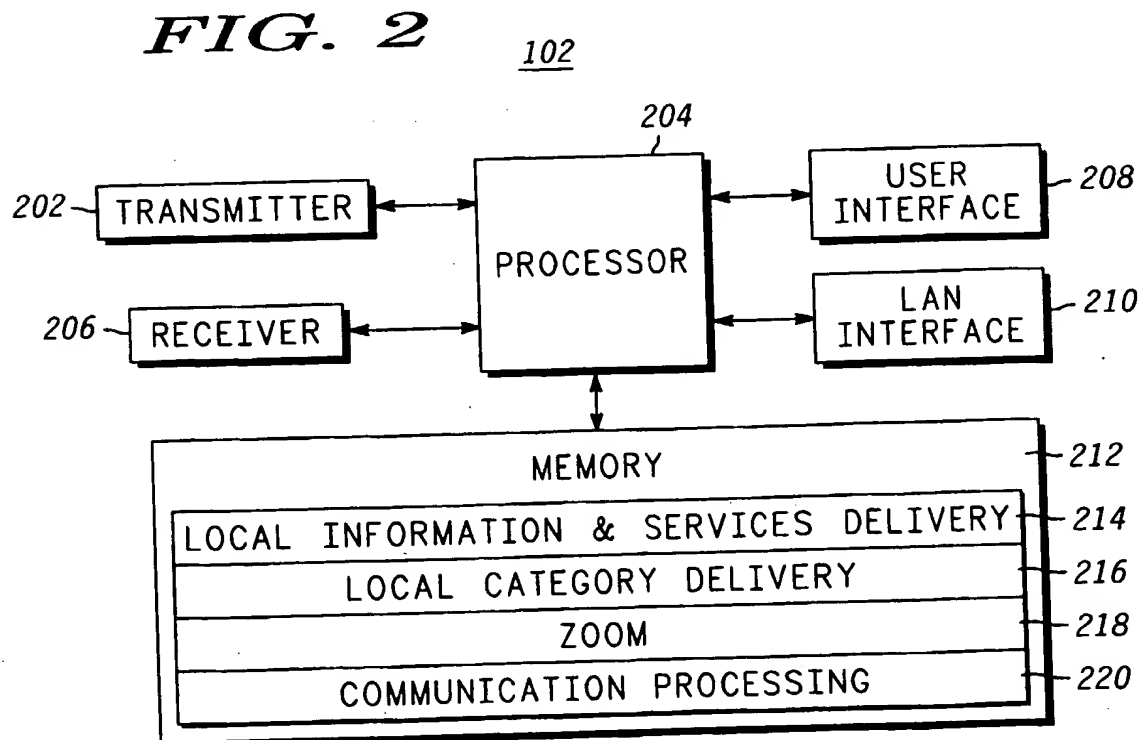 FIG. 2
102
204
202 TRANSMITTER
PROCESSOR
USER INTERFACE 208
206 RECEIVER
LAN INTERFACE 210
MEMORY 212
LOCAL INFORMATION & SERVICES DELIVERY 214
LOCAL CATEGORY DELIVERY 216
ZOOM 218
COMMUNICATION PROCESSING 220